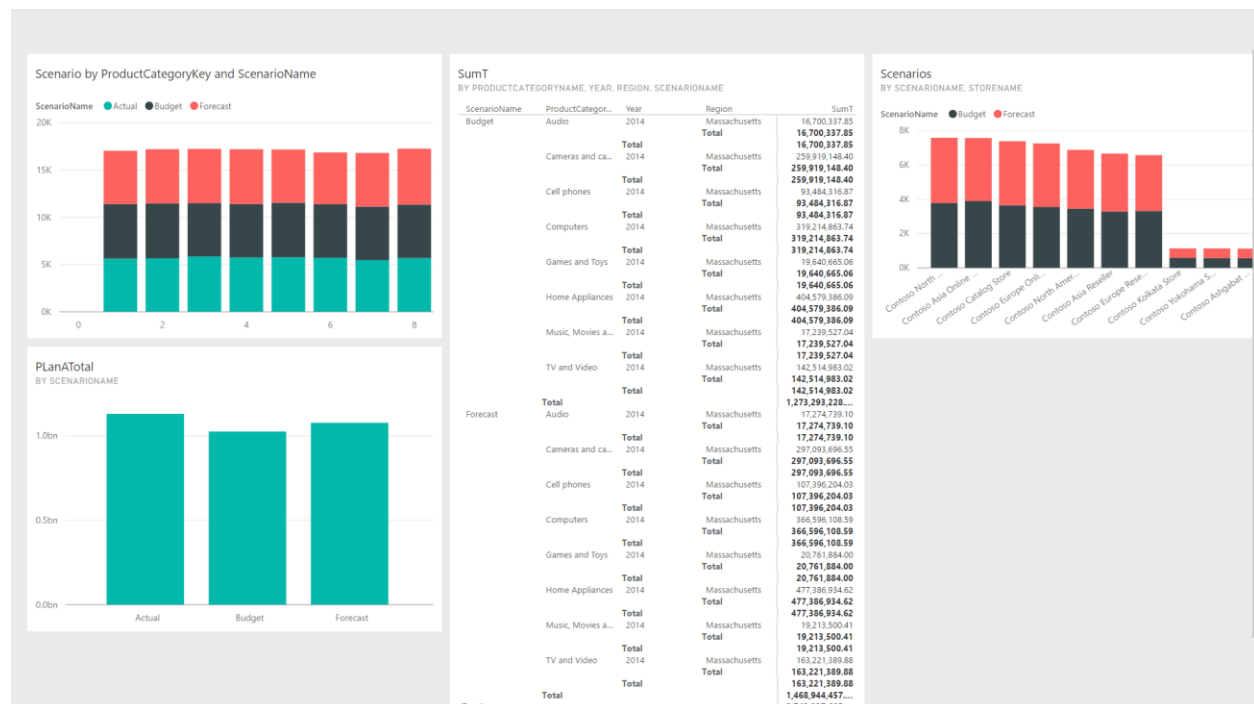 Scenario by ProductCategoryKey and ScenarioName
ScenarioName Actual Budget Forecast
20K
15K
10K
5K
0K
0 2 4 6 8
PLanATotal
BY SCENARIONAME
1.0bn
0.5bn
0.0bn
Actual Budget Forecast
SumT
BY PRODUCTCATEGORYNAME, YEAR, REGION, SCENARIONAME
ScenarioName ProductCategor... Year Region SumT
Budget Audio 2014 Massachusetts 16,700,337.85
Total 16,700,337.85
Total 16,700,337.85
Cameras and ca... 2014 Massachusetts 259,919,148.40
Total 259,919,148.40
Total 259,919,148.40
Cell phones 2014 Massachusetts 93,484,316.87
Total 93,484,316.87
Total 93,484,316.87
Computers 2014 Massachusetts 319,214,863.74
Total 319,214,863.74
Total 319,214,863.74
Games and Toys 2014 Massachusetts 19,640,665.06
Total 19,640,665.06
Total 19,640,665.06
Home Appliances 2014 Massachusetts 404,579,386.09
Total 404,579,386.09
Total 404,579,386.09
Music, Movies a... 2014 Massachusetts 17,239,527.04
Total 17,239,527.04
Total 17,239,527.04
TV and Video 2014 Massachusetts 142,514,983.02
Total 142,514,983.02
Total 142,514,983.02
Total 1,273,293,228....
Forecast Audio 2014 Massachusetts 17,274,739.10
Total 17,274,739.10
Total 17,274,739.10
Cameras and ca... 2014 Massachusetts 297,093,696.55
Total 297,093,696.55
Total 297,093,696.55
Cell phones 2014 Massachusetts 107,396,204.03
Total 107,396,204.03
Total 107,396,204.03
Computers 2014 Massachusetts 366,596,108.59
Total 366,596,108.59
Total 366,596,108.59
Games and Toys 2014 Massachusetts 20,761,884.00
Total 20,761,884.00
Total 20,761,884.00
Home Appliances 2014 Massachusetts 477,386,934.62
Total 477,386,934.62
Total 477,386,934.62
Music, Movies a... 2014 Massachusetts 19,213,500.41
Total 19,213,500.41
Total 19,213,500.41
TV and Video 2014 Massachusetts 163,221,389.88
Total 163,221,389.88
Total 163,221,389.88
Total 1,468,944,457....
Scenarios
BY SCENARIONAME, STORENAME
ScenarioName Budget Forecast
8K
6K
4K
2K
0K
Contoso North ...
Contoso Asia Online ...
Contoso Catalog Store
Contoso Europe Onli...
Contoso North Amer...
Contoso Asia Reseller
Contoso Europe Rese...
Contoso Kolkata Store
Contoso Yokohama S...
Contoso Ashgabat ...